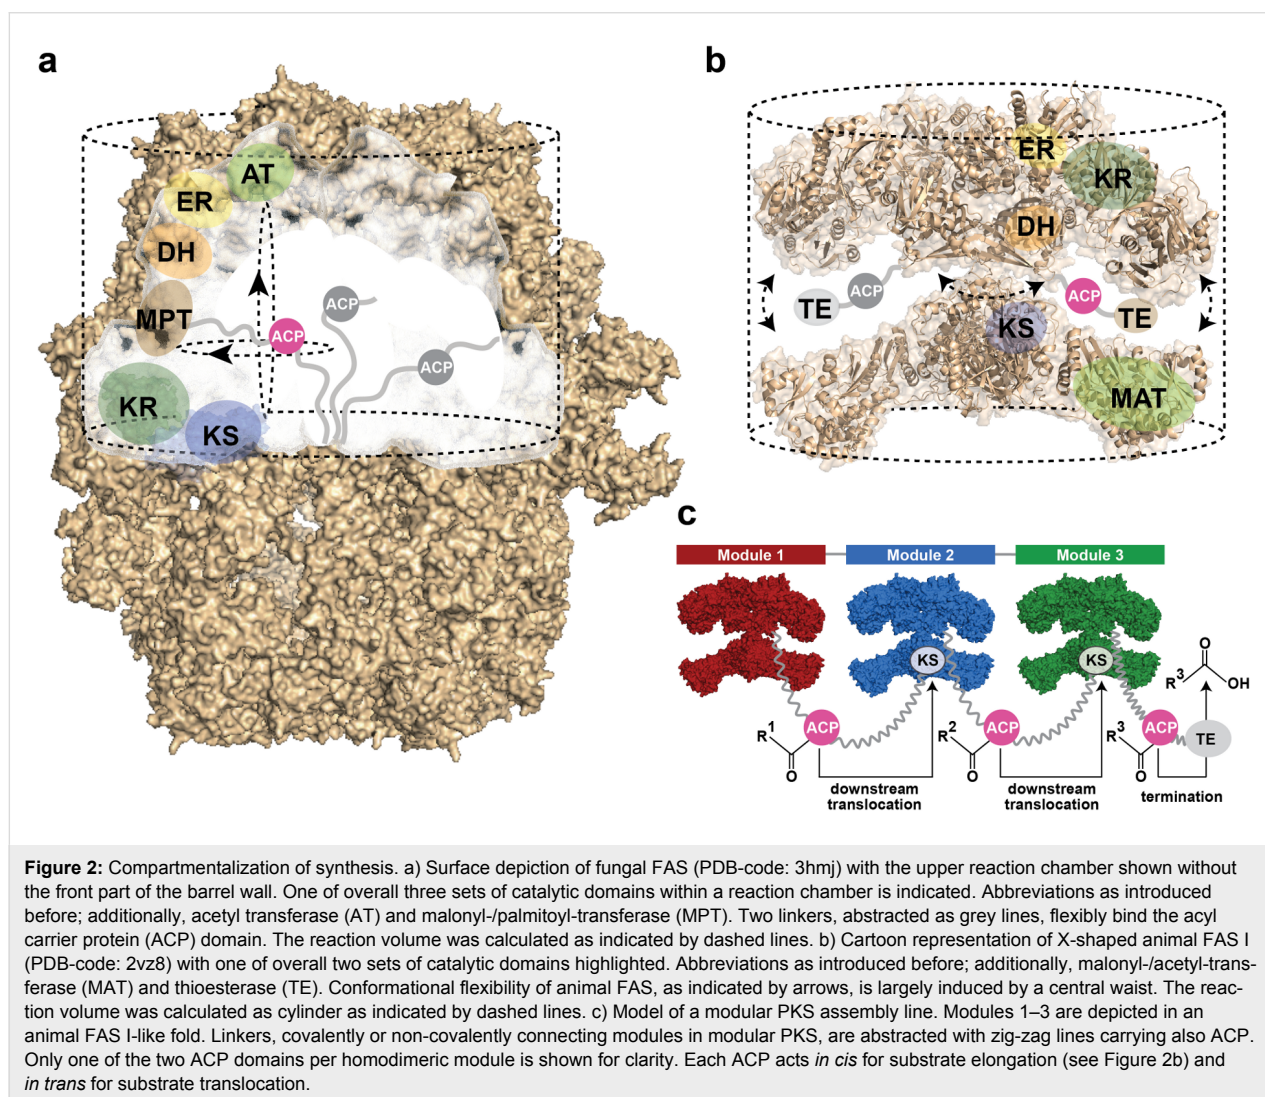 a
AT
ER
DH
MPT
ACP
ACP
ACP
KR
KS
b
ER
KR
DH
TE
ACP
ACP
TE
KS
MAT
c
Module 1
Module 2
Module 3
KS
KS
O
R3
OH
R1
ACP
R2
ACP
R3
ACP
TE
O
O
O
downstream
translocation
downstream
translocation
termination
Figure 2: Compartmentalization of synthesis. a) Surface depiction of fungal FAS (PDB-code: 3hmj) with the upper reaction chamber shown without
the front part of the barrel wall. One of overall three sets of catalytic domains within a reaction chamber is indicated. Abbreviations as introduced
before; additionally, acetyl transferase (AT) and malonyl-/palmitoyl-transferase (MPT). Two linkers, abstracted as grey lines, flexibly bind the acyl
carrier protein (ACP) domain. The reaction volume was calculated as indicated by dashed lines. b) Cartoon representation of X-shaped animal FAS I
(PDB-code: 2vz8) with one of overall two sets of catalytic domains highlighted. Abbreviations as introduced before; additionally, malonyl-/acetyl-trans-
ferase (MAT) and thioesterase (TE). Conformational flexibility of animal FAS, as indicated by arrows, is largely induced by a central waist. The reac-
tion volume was calculated as cylinder as indicated by dashed lines. c) Model of a modular PKS assembly line. Modules 1–3 are depicted in an
animal FAS I-like fold. Linkers, covalently or non-covalently connecting modules in modular PKS, are abstracted with zig-zag lines carrying also ACP.
Only one of the two ACP domains per homodimeric module is shown for clarity. Each ACP acts in cis for substrate elongation (see Figure 2b) and
in trans for substrate translocation.